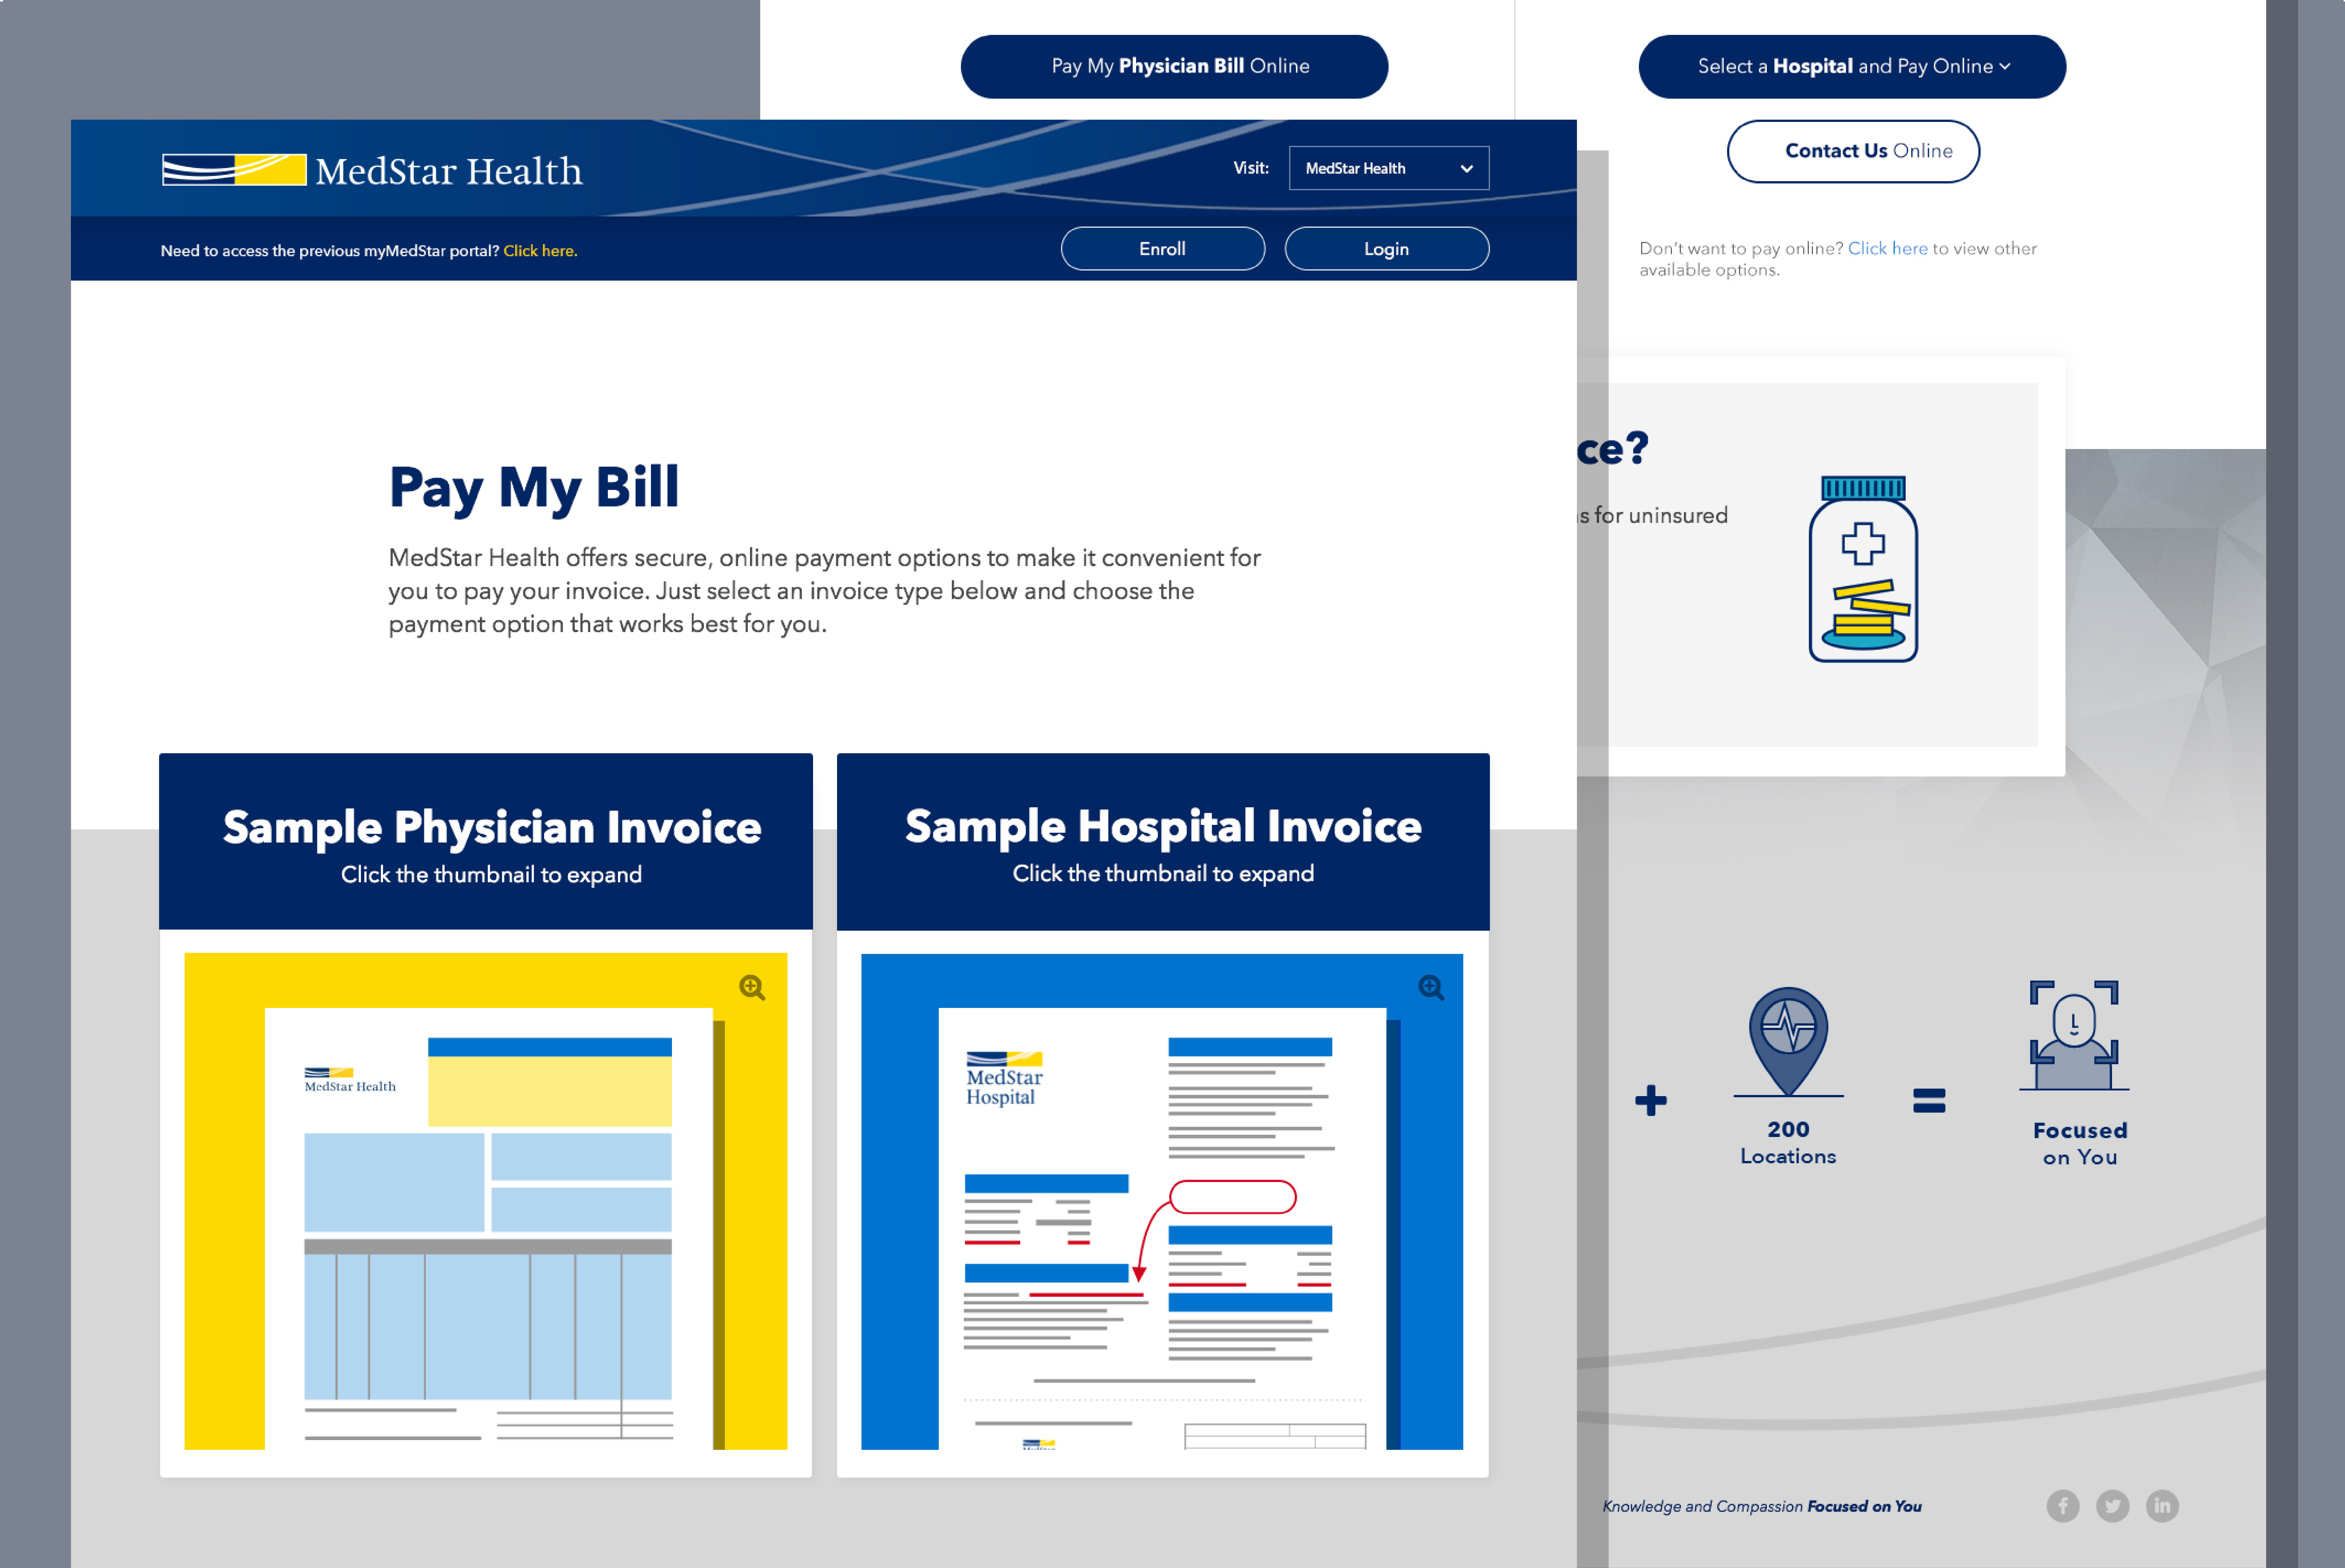 Pay My Physician Bill Online
Select a Hospital and Pay Online
Contact Us Online
Don't want to pay online? Click here to view other
available options.
MedStar Health
Visit:
MedStar Health
Need to access the previous myMedStar portal? Click here.
Enroll
Login
Pay My Bill
MedStar Health offers secure, online payment options to make it convenient for
you to pay your invoice. Just select an invoice type below and choose the
payment option that works best for you.
ce?
s for uninsured
Sample Physician Invoice
Click the thumbnail to expand
Sample Hospital Invoice
Click the thumbnail to expand
MedStar Health
MedStar
Hospital
+
200
Locations
=
Focused
on You
Knowledge and Compassion Focused on You